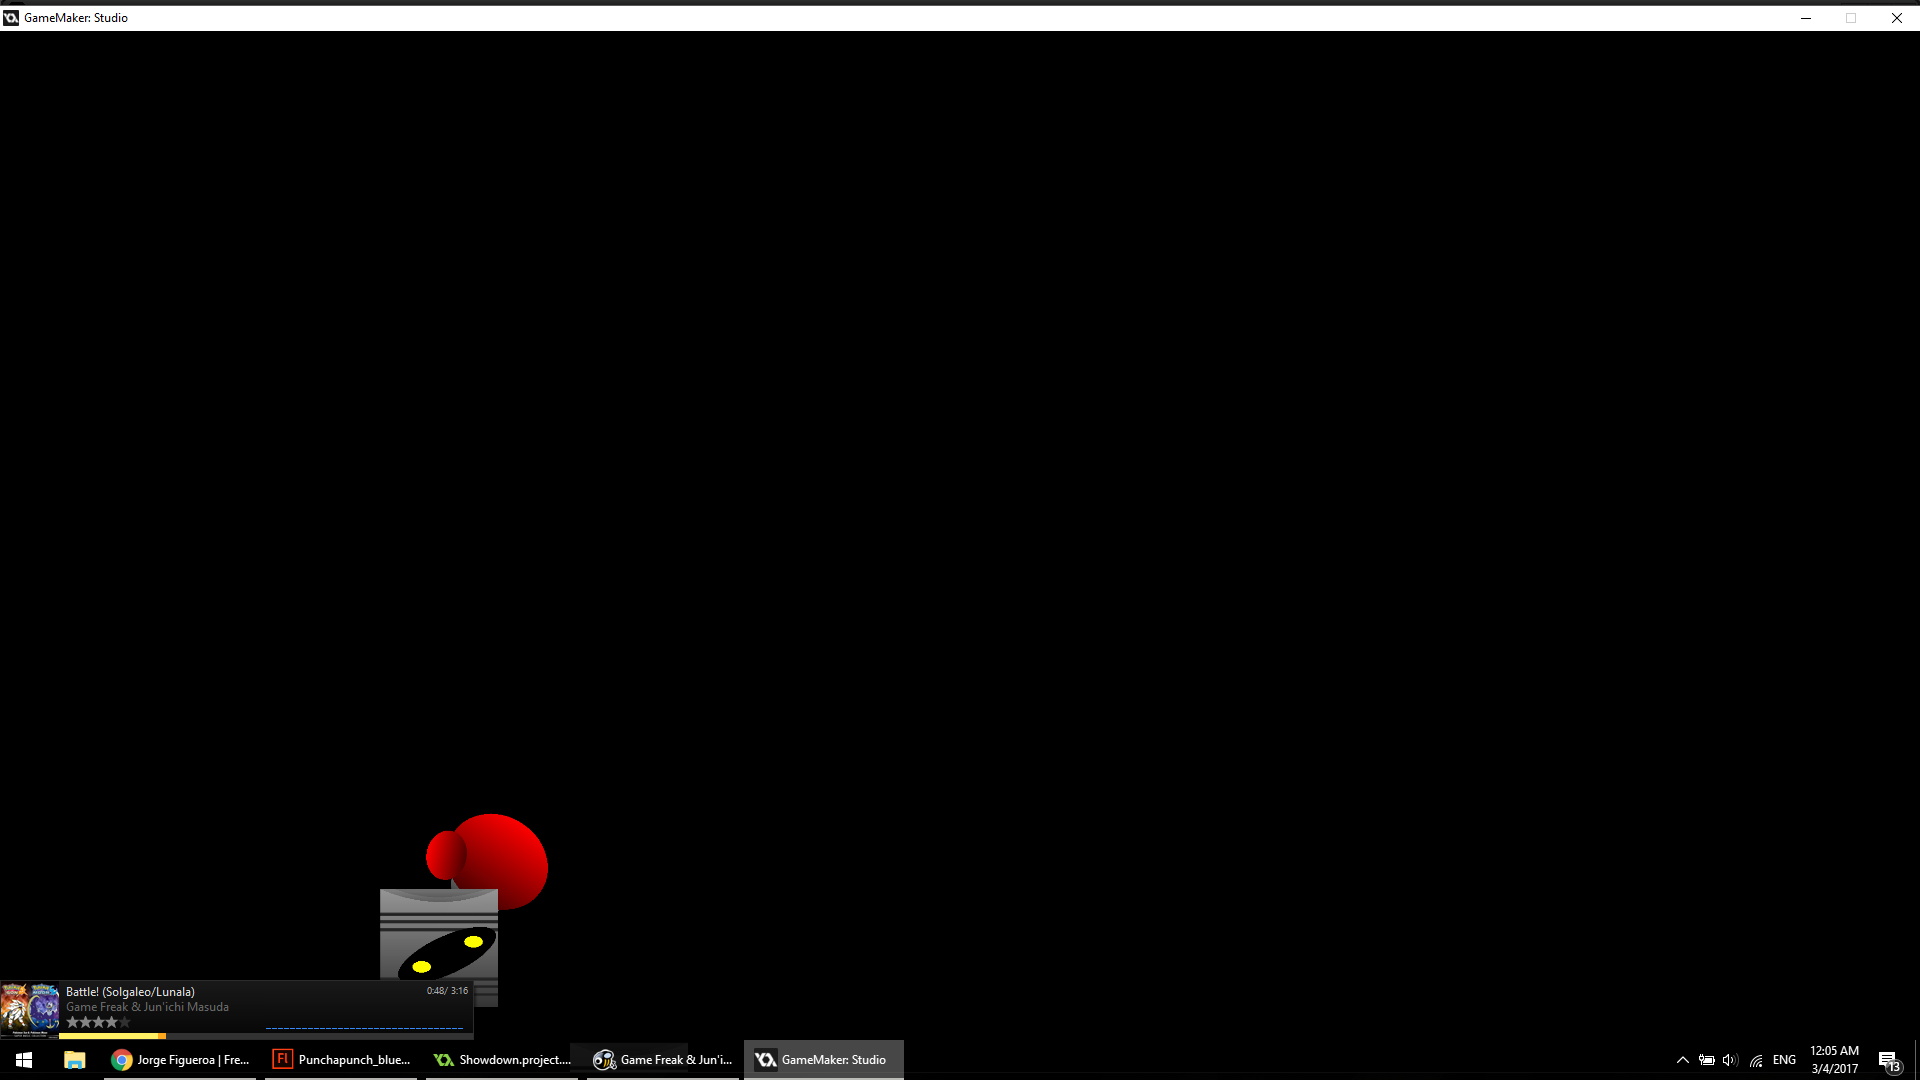 GameMaker: Studio
Battle! (Solgaleo/Lunala)
0:48/ 3:16
Game Freak & Jun'ichi Masuda
Jorge Figueroa | Fre...
Fl
Punchapunch_blue...
Showdown.project....
Game Freak & Jun'i...
GameMaker: Studio
ENG
12:05 AM
3/4/2017
13